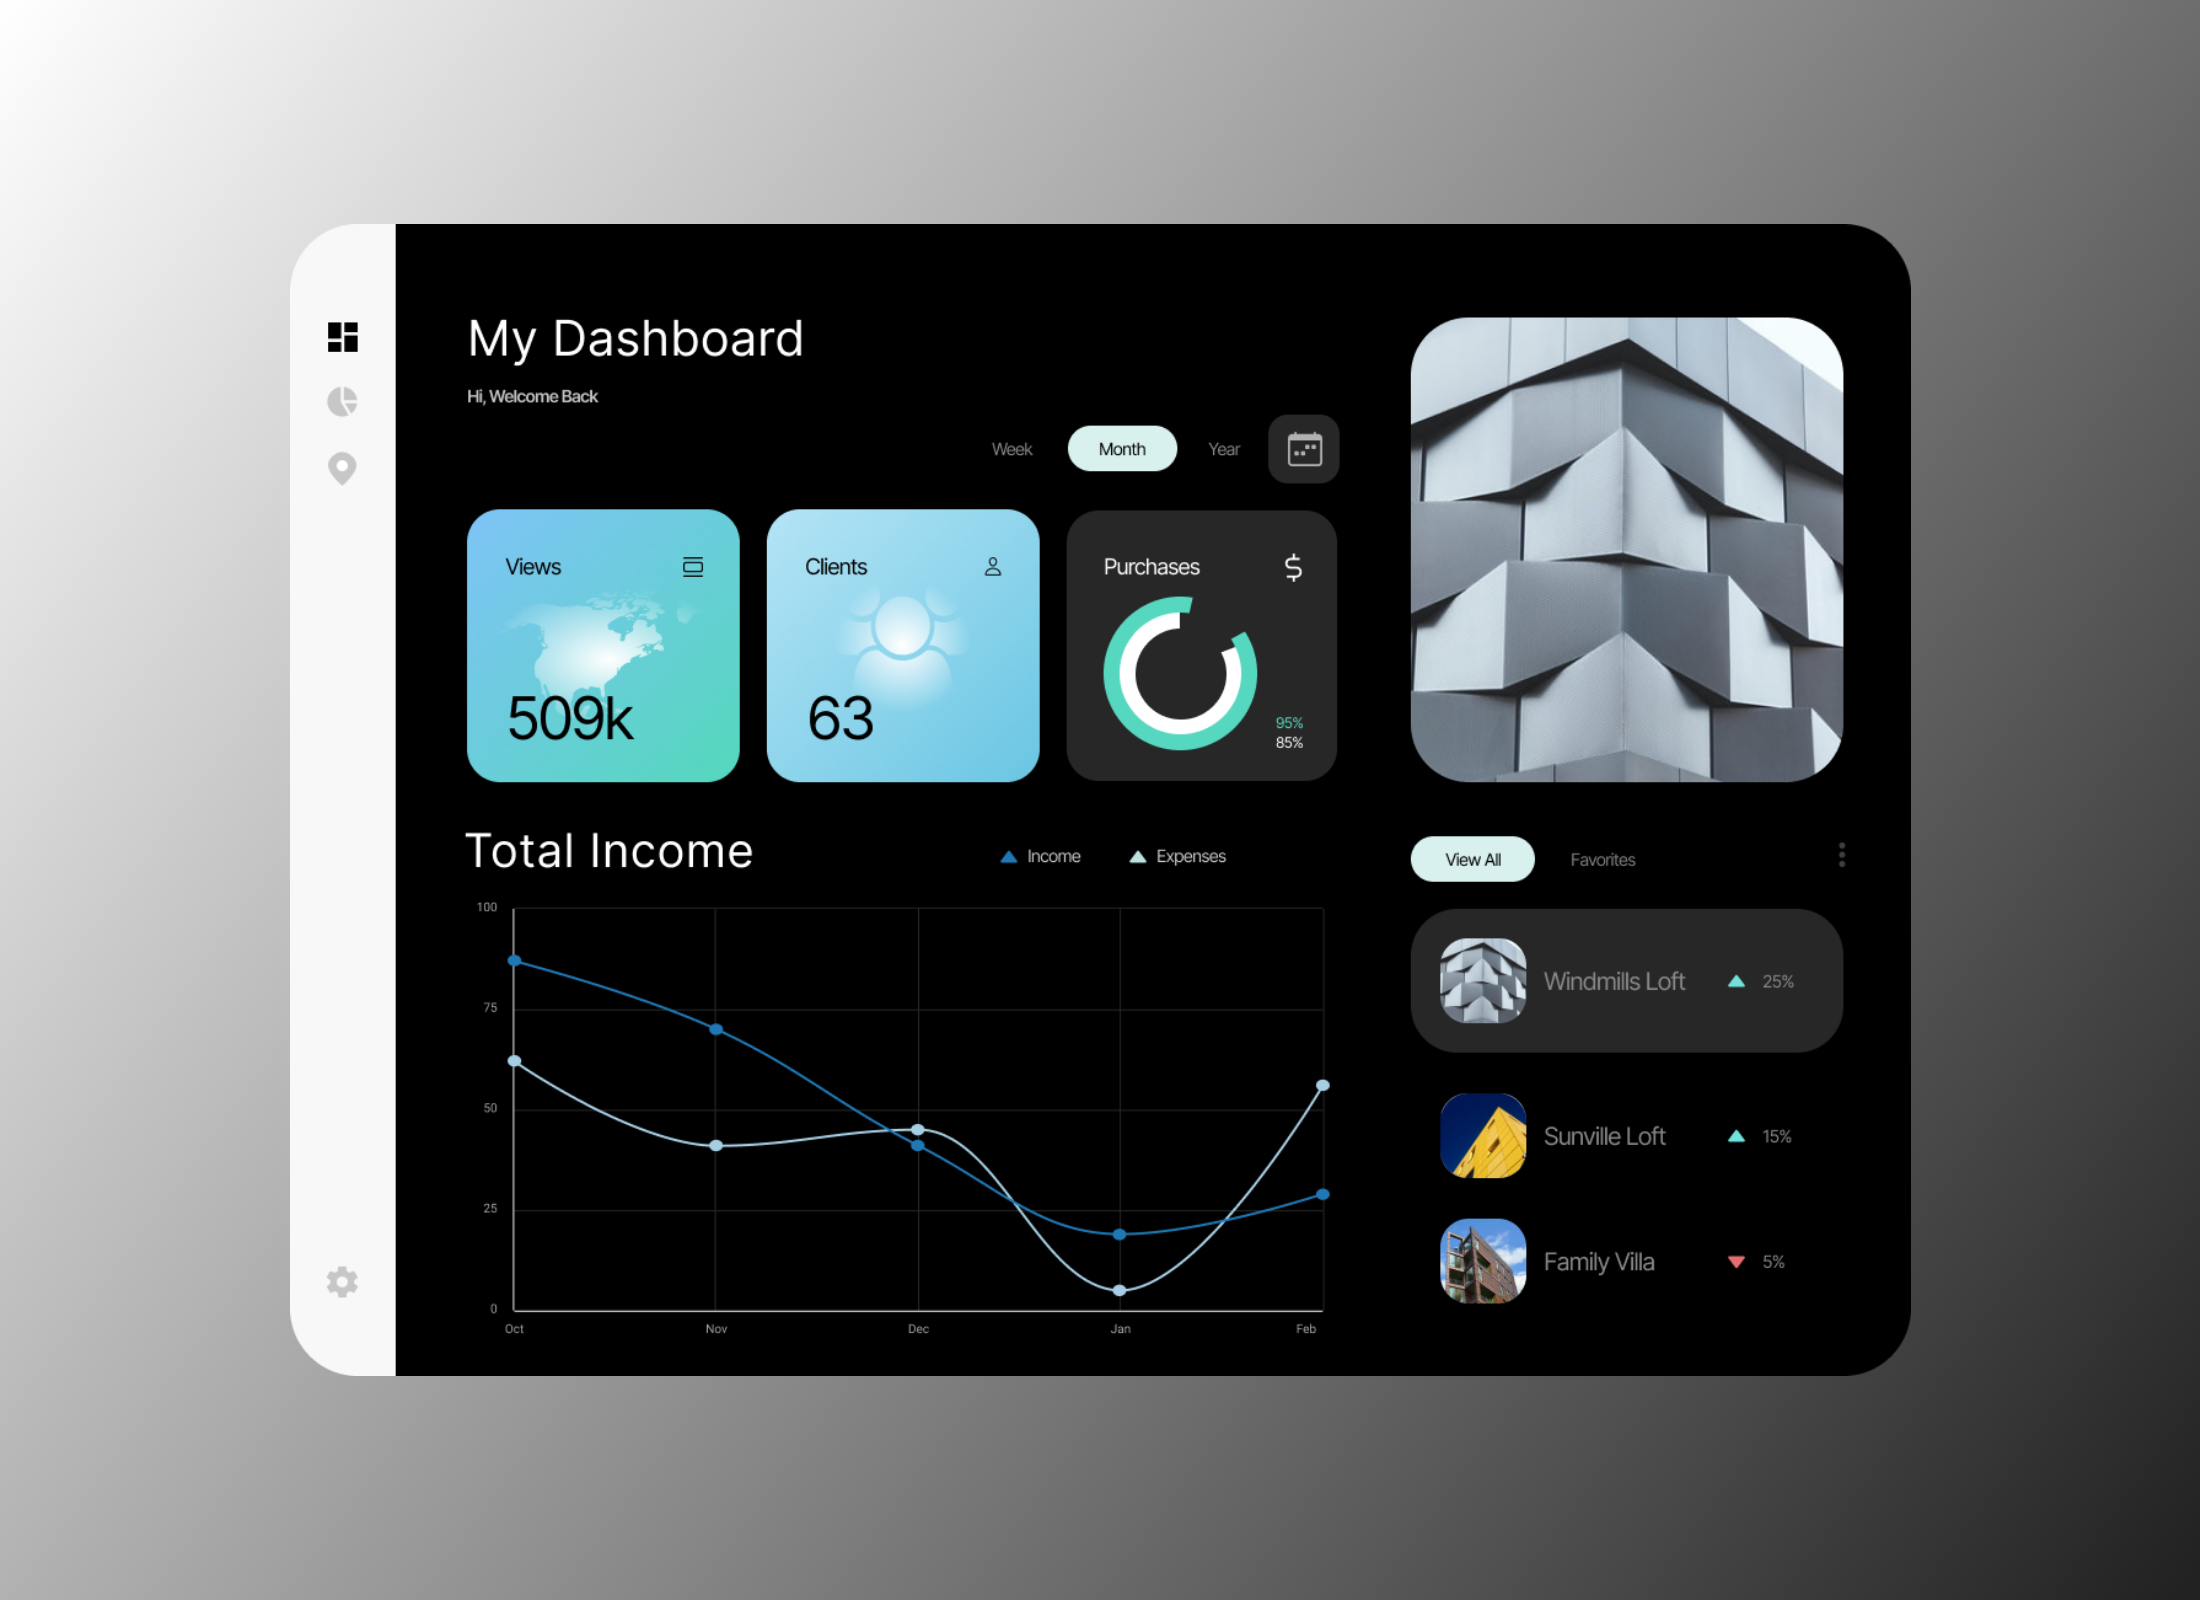 My Dashboard
Hi, Welcome Back
Week
Month
Year
Views
509k
Clients
63
Purchases
$
95%
85%
Total Income
Income
Expenses
100
75
50
25
0
Oct
Nov
Dec
Jan
Feb
View All
Favorites
Windmills Loft
25%
Sunville Loft
15%
Family Villa
5%